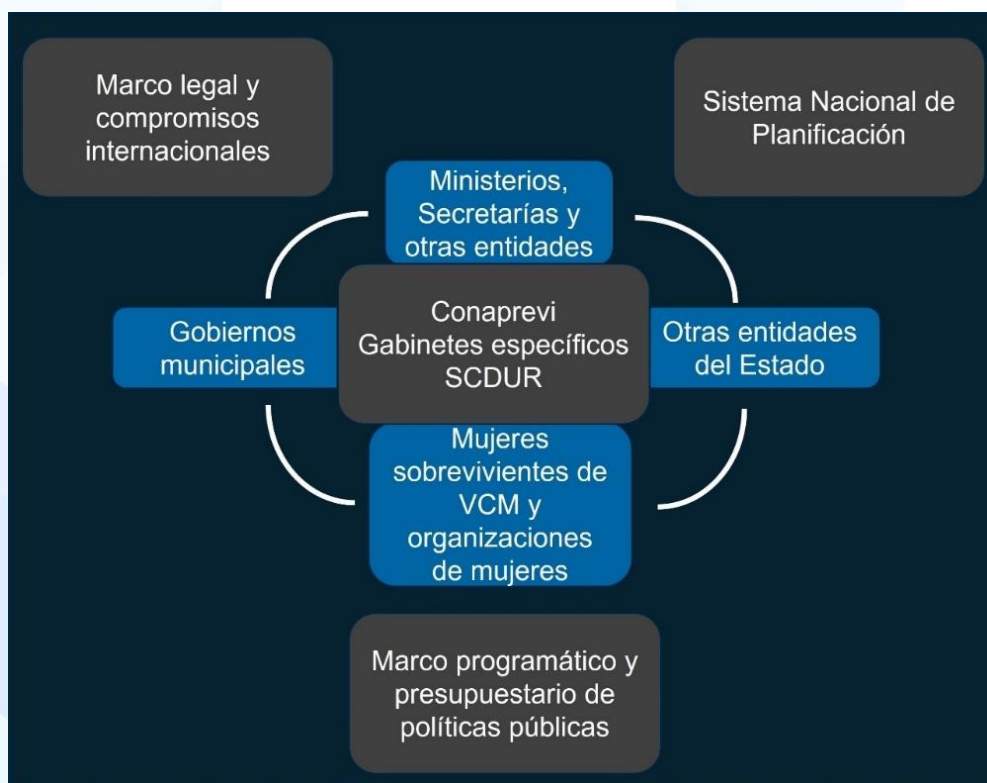 Marco legal y
compromisos
internacionales
Sistema Nacional de
Planificación
Ministerios,
Secretarías y
otras entidades
Gobiernos
municipales
Conaprevi
Gabinetes específicos
SCDUR
Otras entidades
del Estado
Mujeres
sobrevivientes de
VCM y
organizaciones
de mujeres
Marco programático y
presupuestario de
políticas públicas